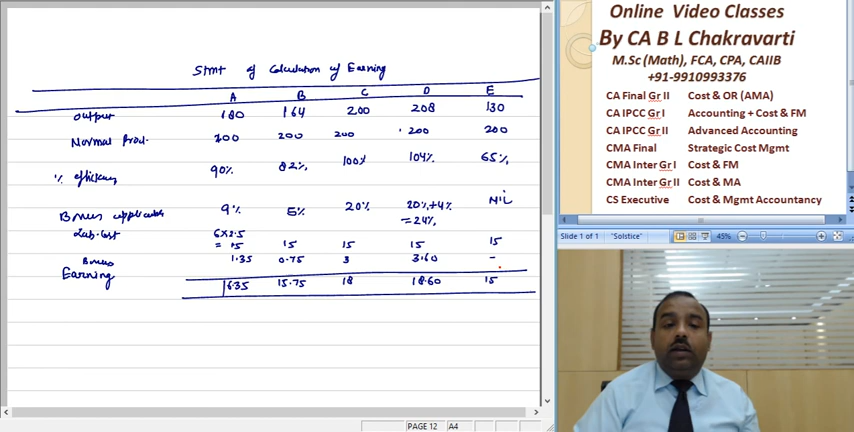 Stmt of Calculation of Earning
A B C D E
Output 180 164 200 208 130
Normal Prod. 200 200 200 200 200
% efficiency 90% 82% 100% 104% 65%
Bonus applicable 9% 5% 20% 20%+4% Nil
=24%
Lab. Cost 6×2.5
= 15 15 15 15 15
Bonus 1.35 0.75 3 3.60 -
Earning 16.35 15.75 18 18.60 15
PAGE 12 A4
Online Video Classes
By CA B L Chakravarti
M.Sc(Math), FCA, CPA, CAIIB
+91-9910993376
CA Final Gr II Cost & OR (AMA)
CA IPCC Gr I Accounting + Cost & FM
CA IPCC Gr II Advanced Accounting
CMA Final Strategic Cost Mgmt
CMA Inter Gr I Cost & FM
CMA Inter Gr II Cost & MA
CS Executive Cost & Mgmt Accountancy
Slide 1 of 1 "Solstice" 45%